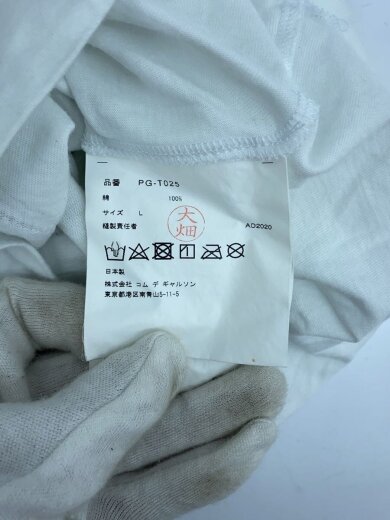 品番 PG-T025
綿 100%
サイズ L
縫製責任者 大畑 AD2020
日本製
株式会社 コム デ ギャルソン
東京都港区南青山5-11-5